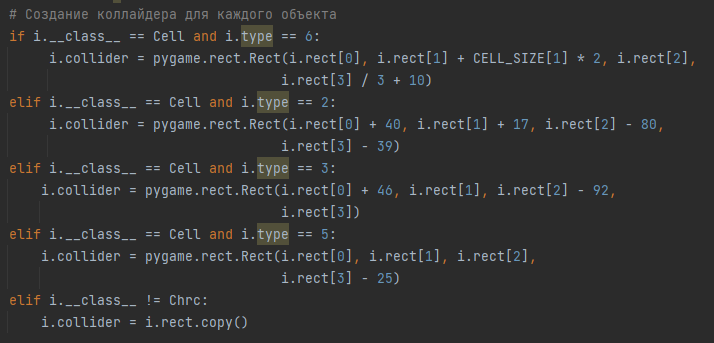 # Создание коллайдера для каждого объекта
if i.__class__ == Cell and i.type == 6:
     i.collider = pygame.rect.Rect(i.rect[0], i.rect[1] + CELL_SIZE[1] * 2, i.rect[2],
                                  i.rect[3] / 3 + 10)
elif i.__class__ == Cell and i.type == 2:
     i.collider = pygame.rect.Rect(i.rect[0] + 40, i.rect[1] + 17, i.rect[2] - 80,
                                  i.rect[3] - 39)
elif i.__class__ == Cell and i.type == 3:
    i.collider = pygame.rect.Rect(i.rect[0] + 46, i.rect[1], i.rect[2] - 92,
                                  i.rect[3])
elif i.__class__ == Cell and i.type == 5:
    i.collider = pygame.rect.Rect(i.rect[0], i.rect[1], i.rect[2],
                                  i.rect[3] - 25)
elif i.__class__ != Chrc:
    i.collider = i.rect.copy()